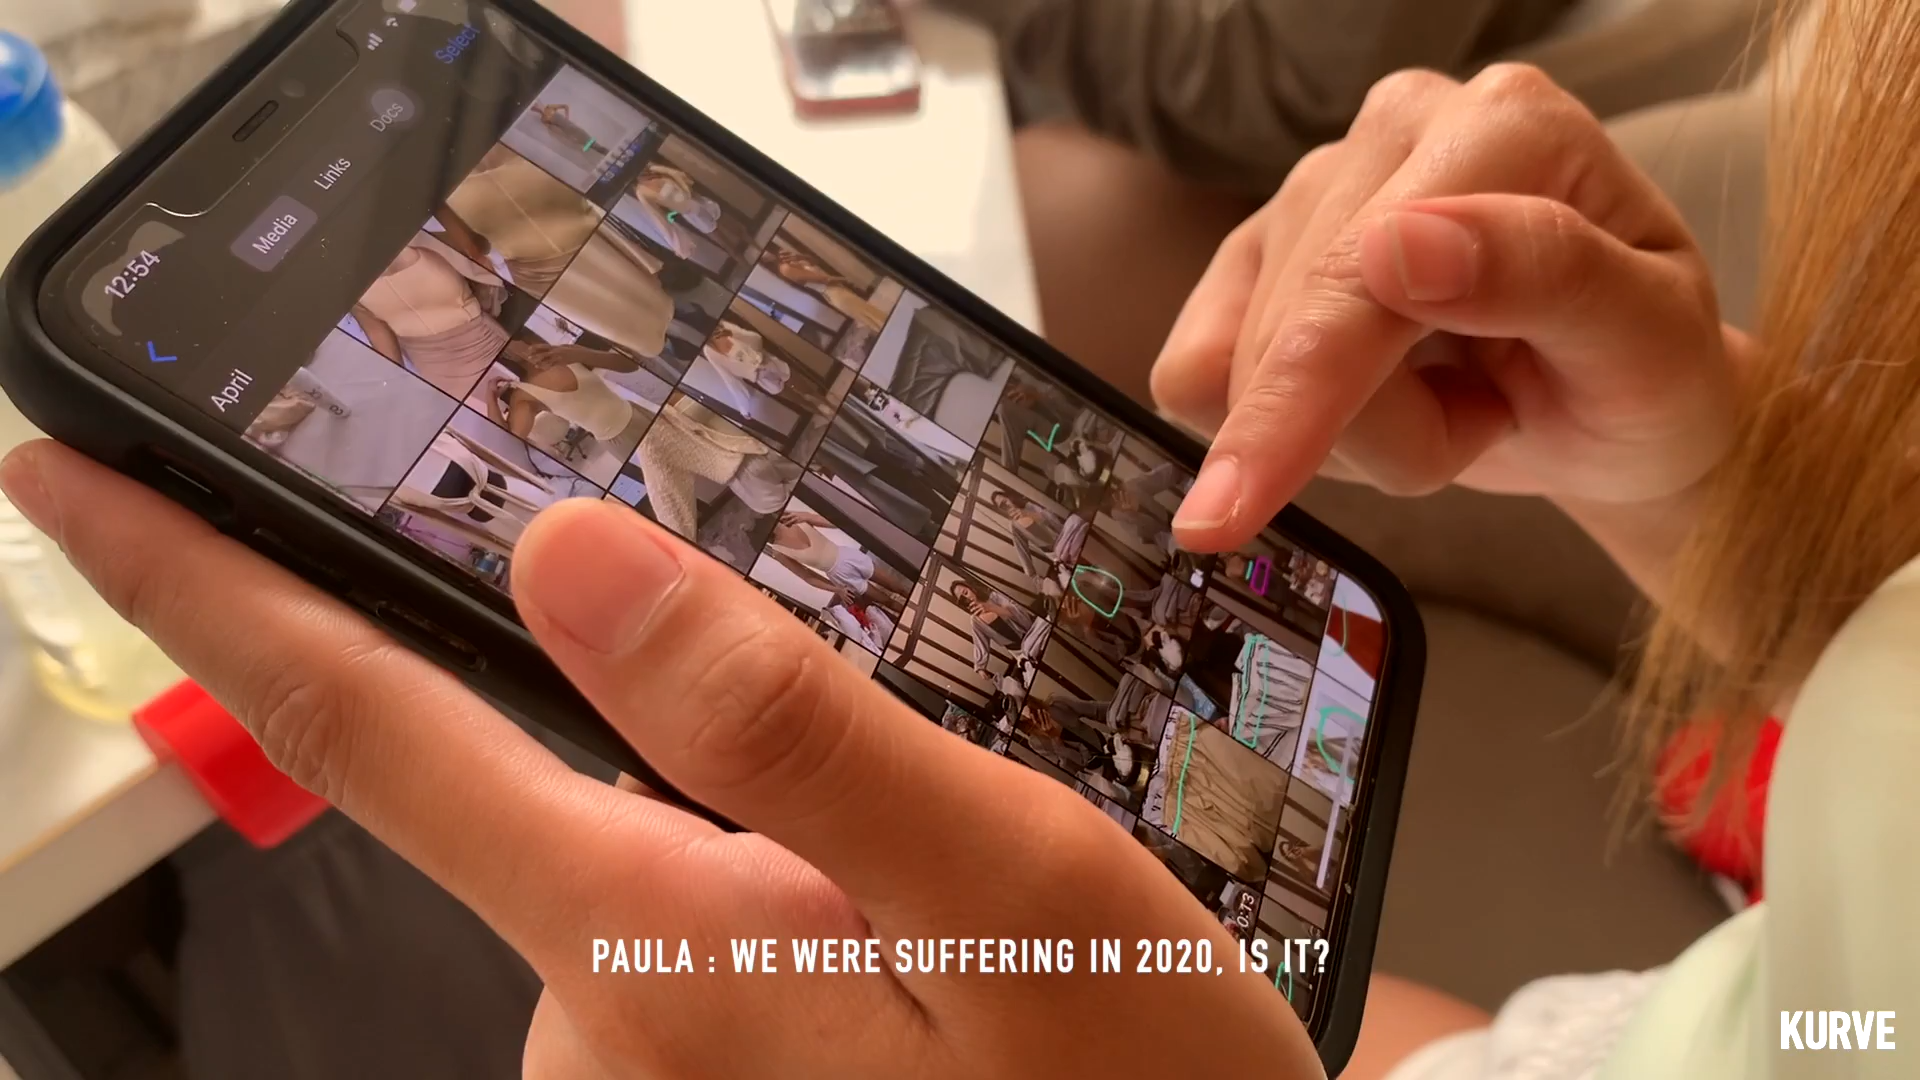 12:54
Select
Media
Links
Docs
April
0:13
PAULA : WE WERE SUFFERING IN 2020, IS IT?
KURVE